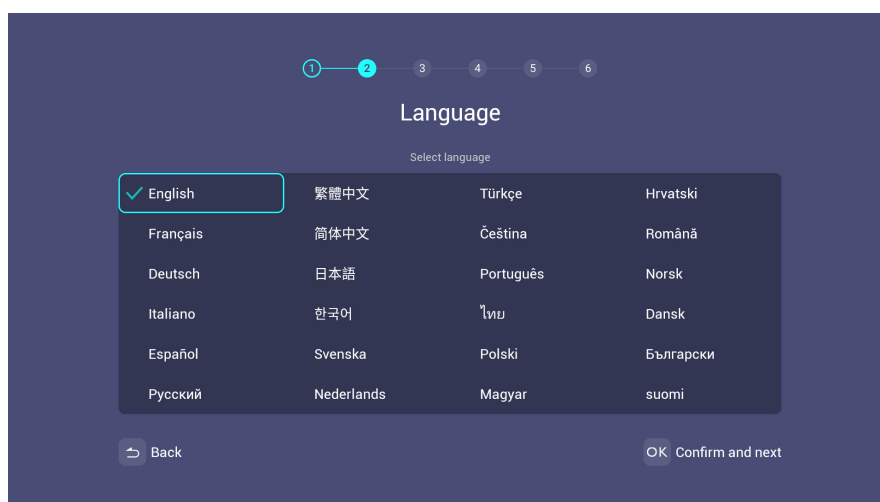 1 2 3 4 5 6
Language
Select language
English 繁體中文 Türkçe Hrvatski
Français 简体中文 Čeština Română
Deutsch 日本語 Português Norsk
Italiano 한국어 ไทย Dansk
Español Svenska Polski Български
Русский Nederlands Magyar suomi
Back OK Confirm and next